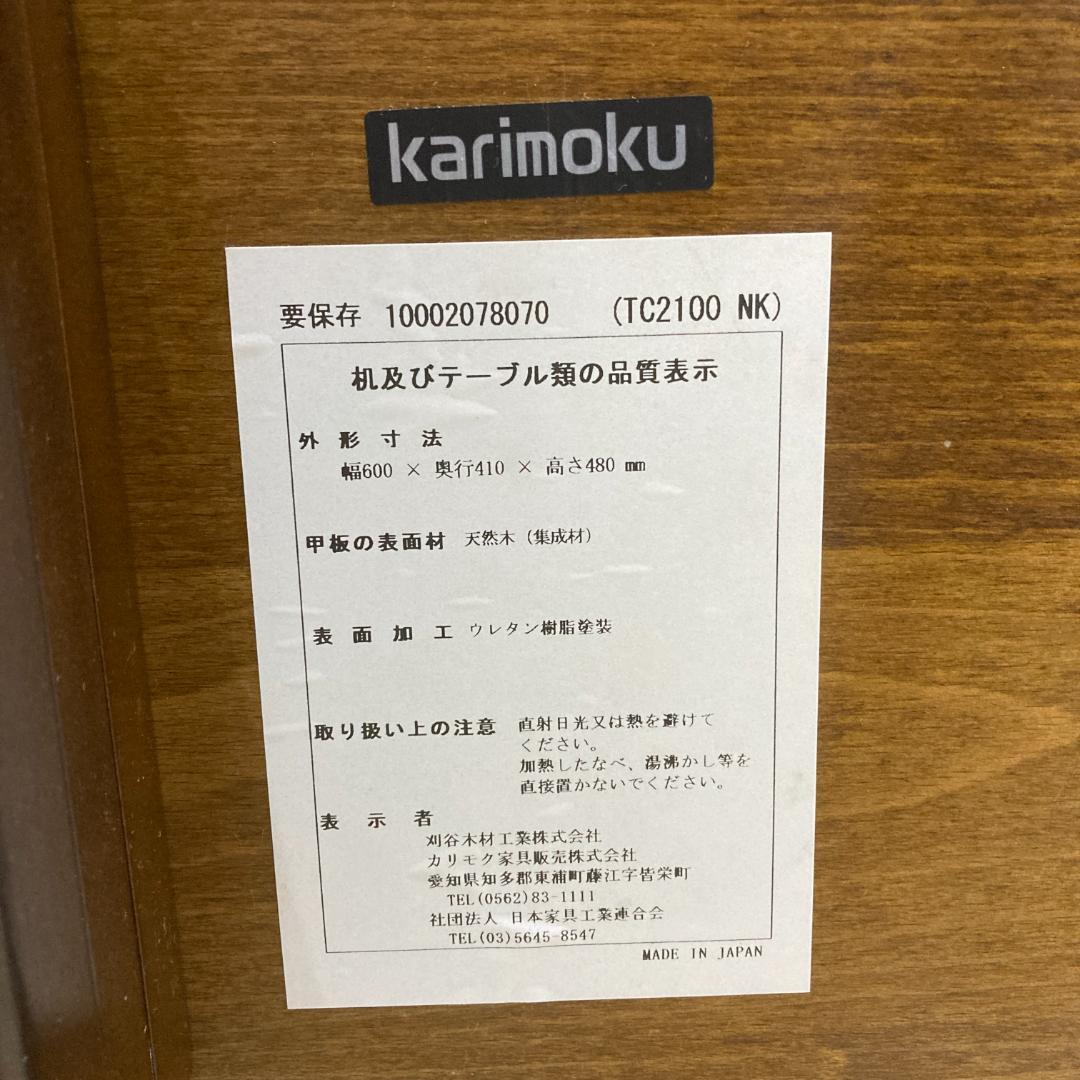 karimoku
要保存 10002078070 (TC2100 NK)
机及びテーブル類の品質表示
外形寸法
幅600 × 奥行410 × 高さ480 mm
甲板の表面材 天然木（集成材）
表面加工 ウレタン樹脂塗装
取り扱い上の注意 直射日光又は熱を避けて
ください。
加熱したなべ、湯沸かし等を
直接置かないでください。
表示者
刈谷木材工業株式会社
カリモク家具販売株式会社
愛知県知多郡東浦町藤江字皆栄町
TEL(0562)83-1111
社団法人 日本家具工業連合会
TEL(03)5645-8547
MADE IN JAPAN